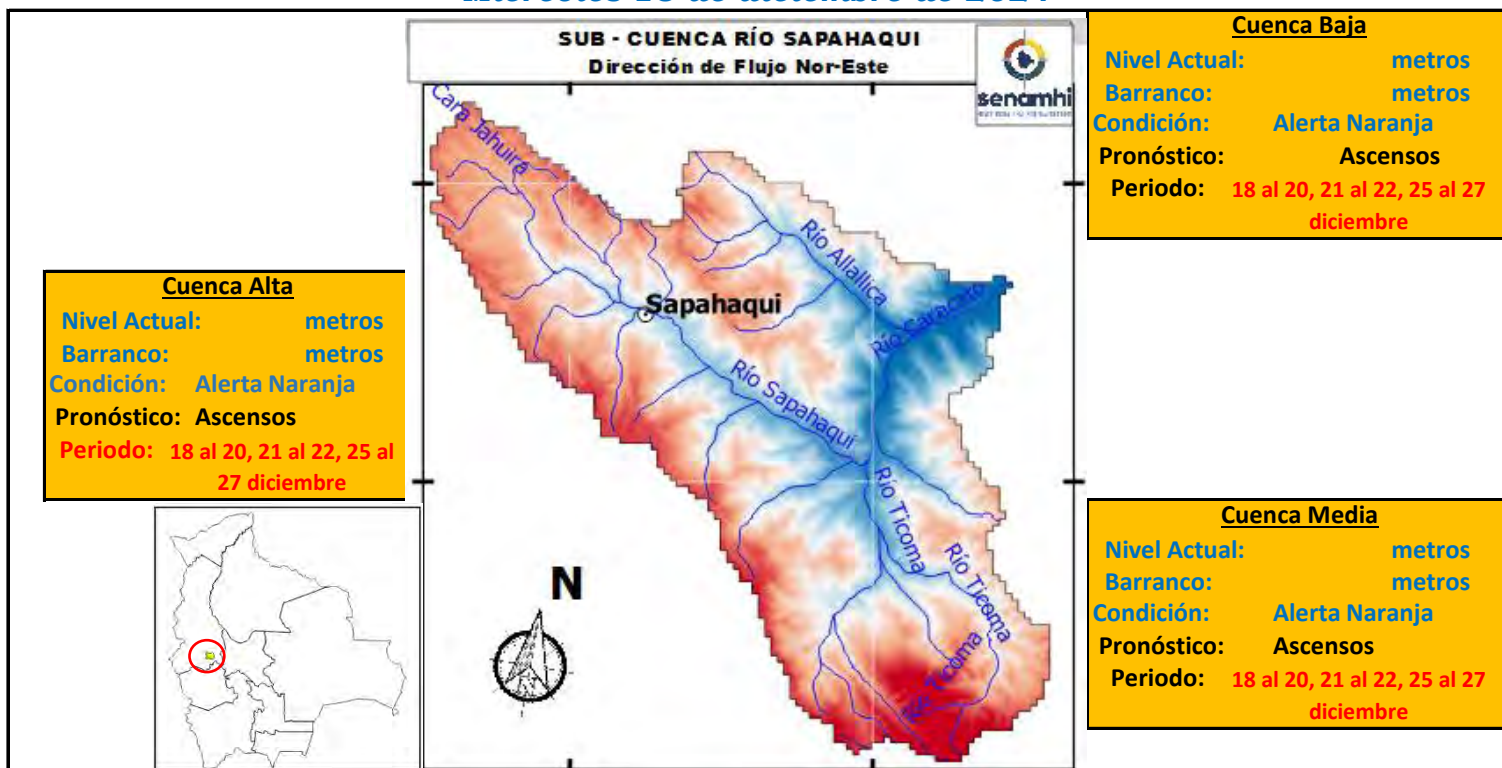 SUB - CUENCA RÍO SAPAHAQUI
Dirección de Flujo Nor-Este
senamhi
Cuenca Baja
Nivel Actual: metros
Barranco: metros
Condición: Alerta Naranja
Pronóstico: Ascensos
Periodo: 18 al 20, 21 al 22, 25 al 27
diciembre
Cuenca Alta
Nivel Actual: metros
Barranco: metros
Condición: Alerta Naranja
Pronóstico: Ascensos
Periodo: 18 al 20, 21 al 22, 25 al
27 diciembre
Cara Jahuira
Río Allallica
Sapahaqui
Río Caracato
Río Sapahaqui
Río Ticoma
Río Ticoma
Río Ticoma
N
Cuenca Media
Nivel Actual: metros
Barranco: metros
Condición: Alerta Naranja
Pronóstico: Ascensos
Periodo: 18 al 20, 21 al 22, 25 al 27
diciembre